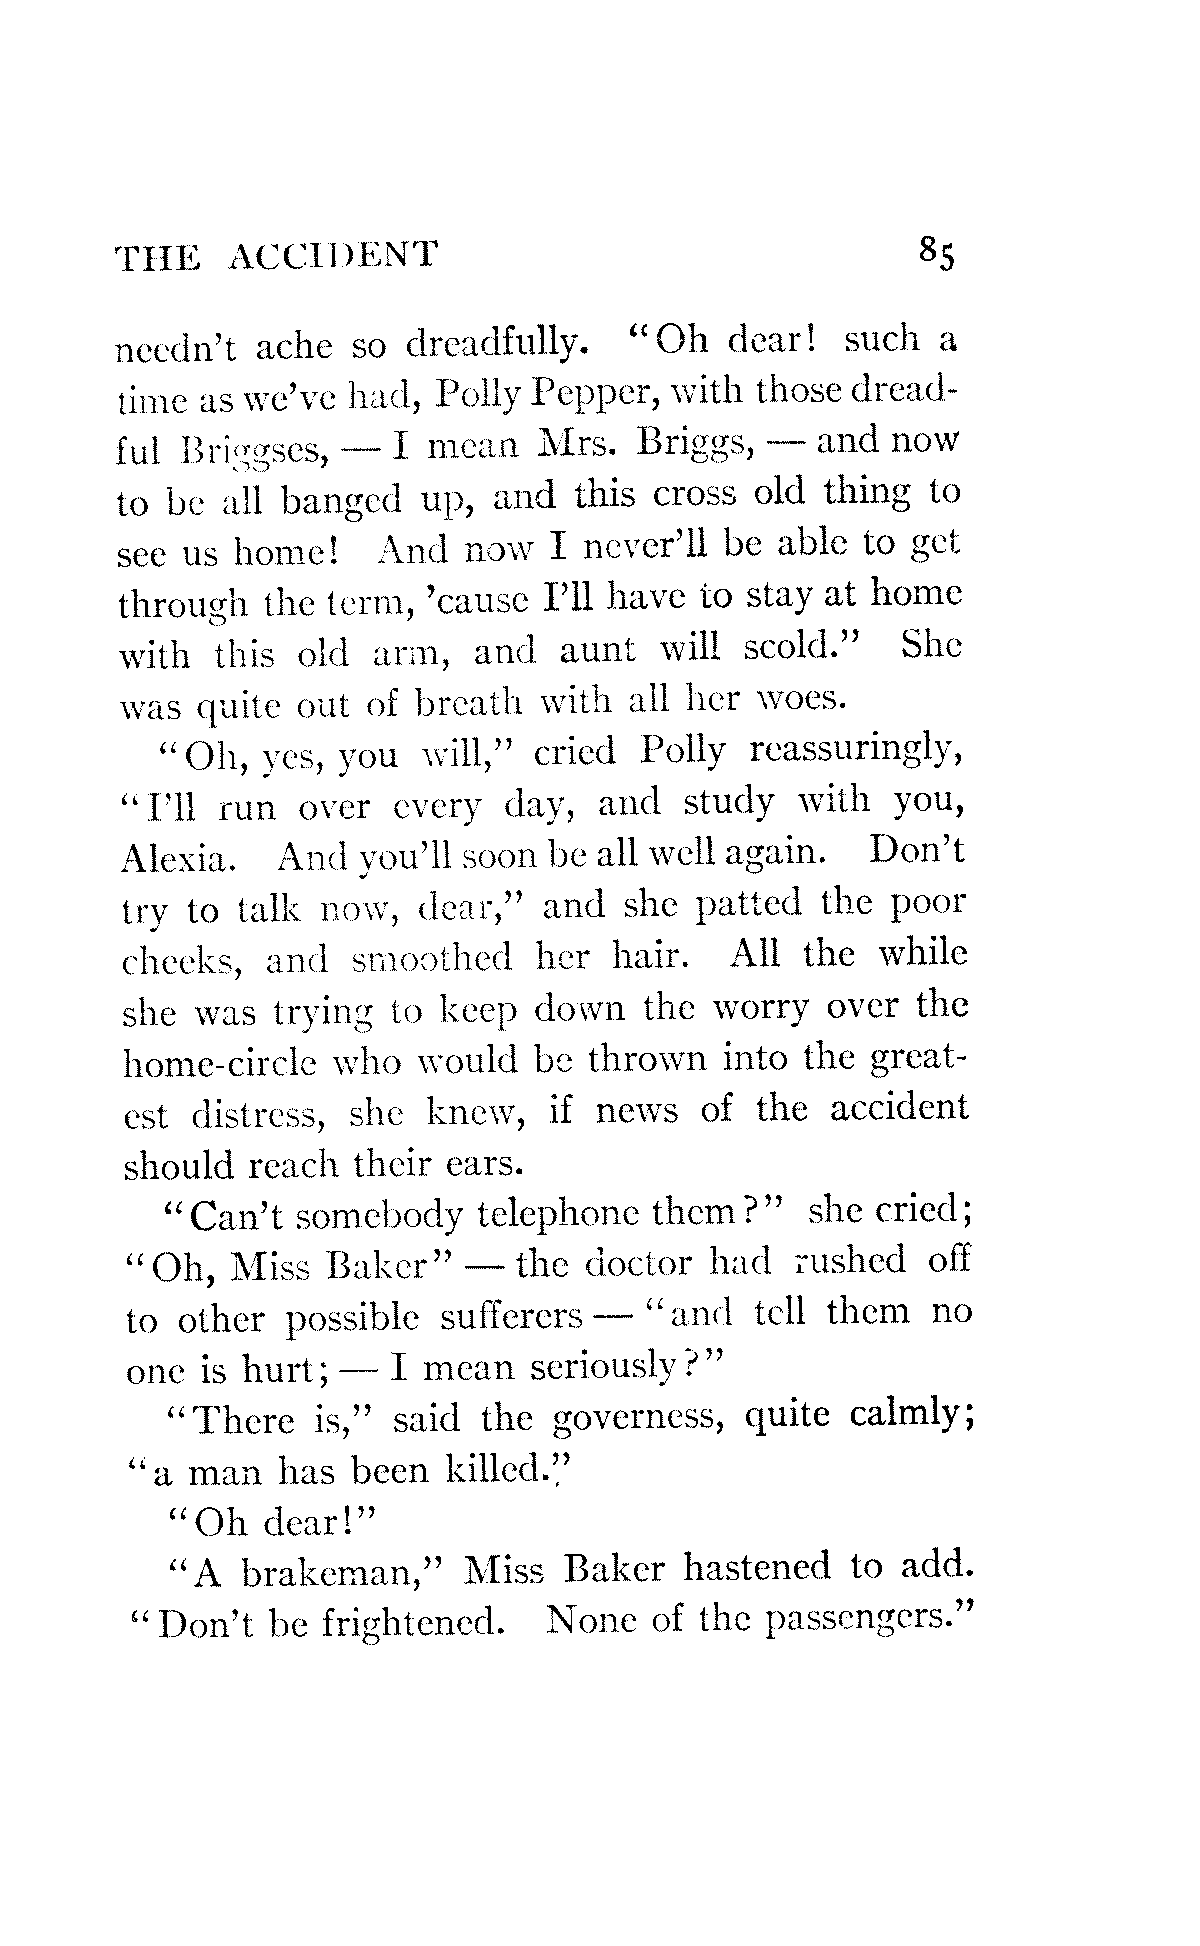 THE ACCIDENT 85
needn't ache so dreadfully. "Oh dear! such a
time as we've had, Polly Pepper, with those dread-
ful Briggses, — I mean Mrs. Briggs, — and now
to be all banged up, and this cross old thing to
see us home! And now I never'll be able to get
through the term, 'cause I'll have to stay at home
with this old arm, and aunt will scold." She
was quite out of breath with all her woes.
"Oh, yes, you will," cried Polly reassuringly,
"I'll run over every day, and study with you,
Alexia. And you'll soon be all well again. Don't
try to talk now, dear," and she patted the poor
cheeks, and smoothed her hair. All the while
she was trying to keep down the worry over the
home-circle who would be thrown into the great-
est distress, she knew, if news of the accident
should reach their ears.
"Can't somebody telephone them?" she cried;
"Oh, Miss Baker" — the doctor had rushed off
to other possible sufferers — "and tell them no
one is hurt; — I mean seriously?"
"There is," said the governess, quite calmly;
"a man has been killed."
"Oh dear!"
"A brakeman," Miss Baker hastened to add.
"Don't be frightened. None of the passengers."